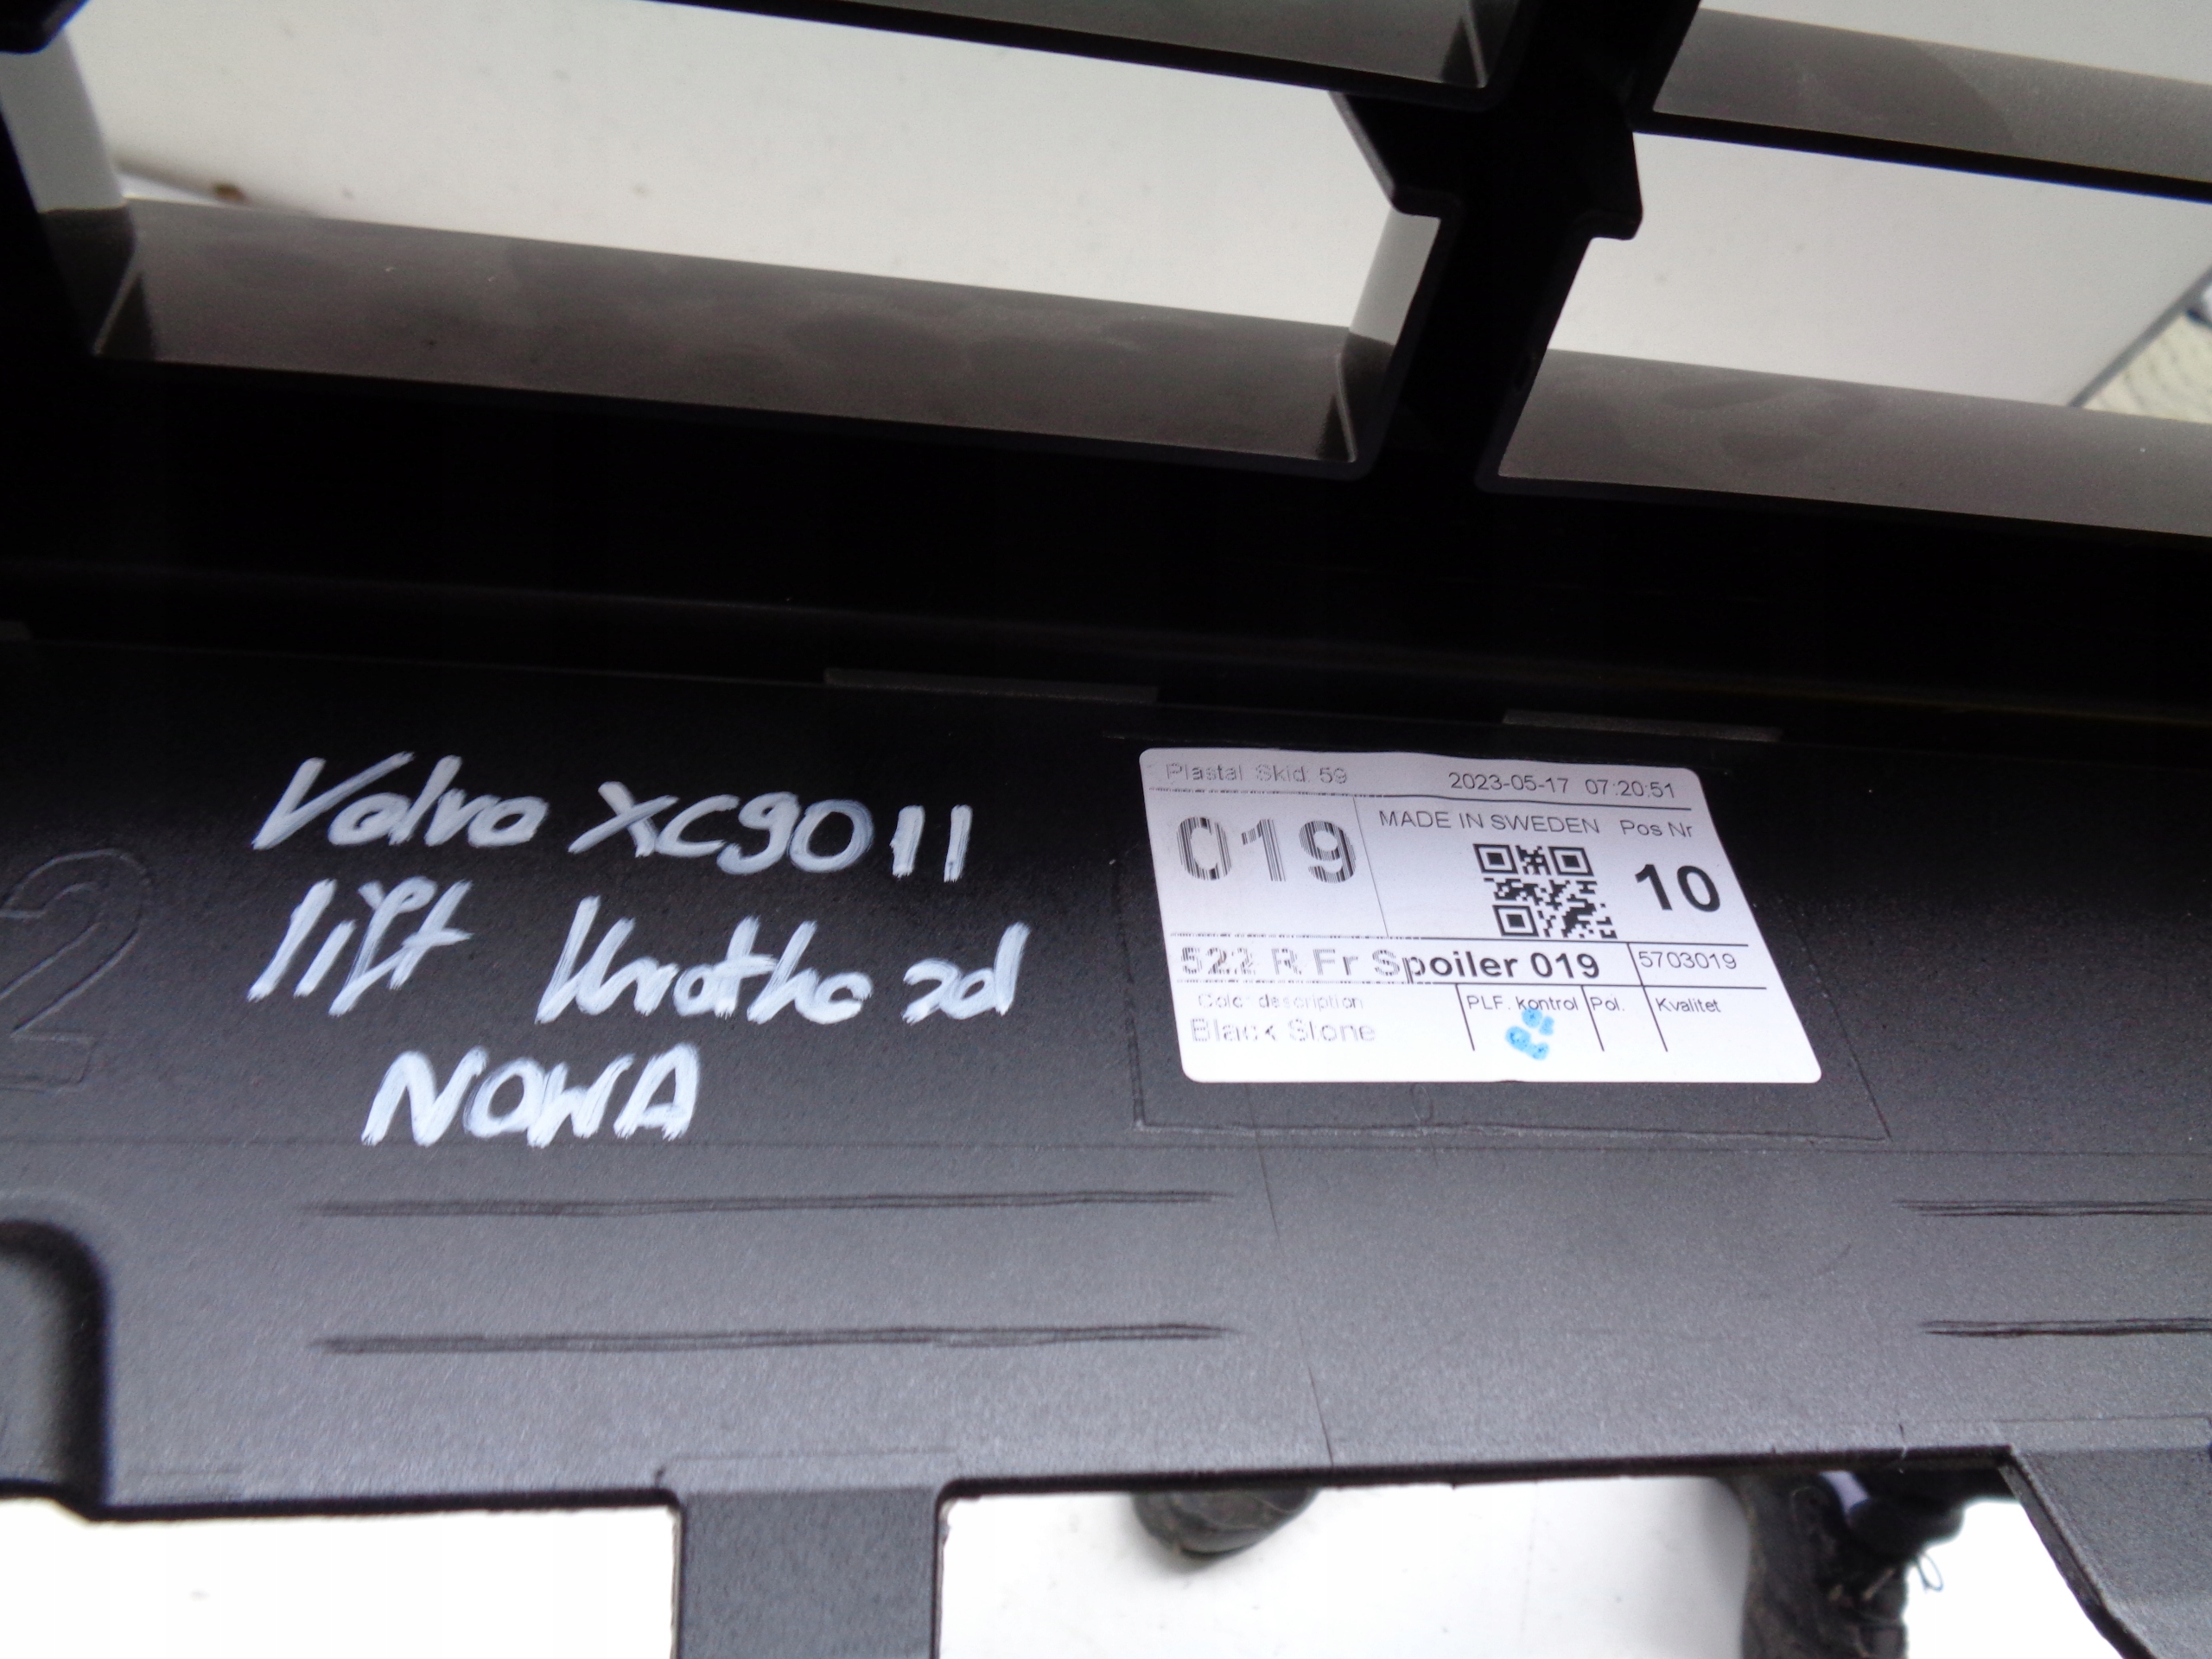 2
Volvo XC90 II
lift Kratka zd
NOWA
Plastal Skid: 59 2023-05-17 07:20:51
019 MADE IN SWEDEN Pos Nr
10
522 R Fr Spoiler 019 5703019
Color description PLF. kontrol Pol. Kvalitet
Black Stone